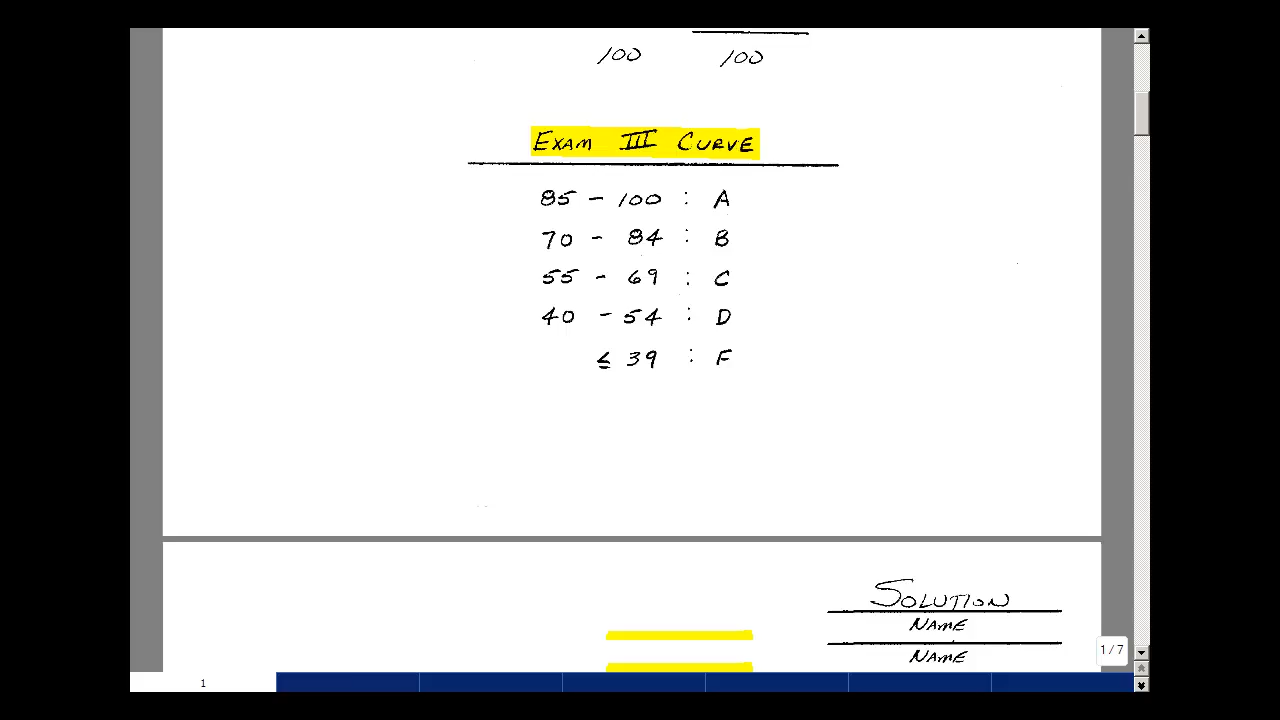 100 100
EXAM III CURVE
85 - 100 : A
70 - 84 : B
55 - 69 : C
40 - 54 : D
≤ 39 : F
SOLUTION
NAME
NAME
1/7
1